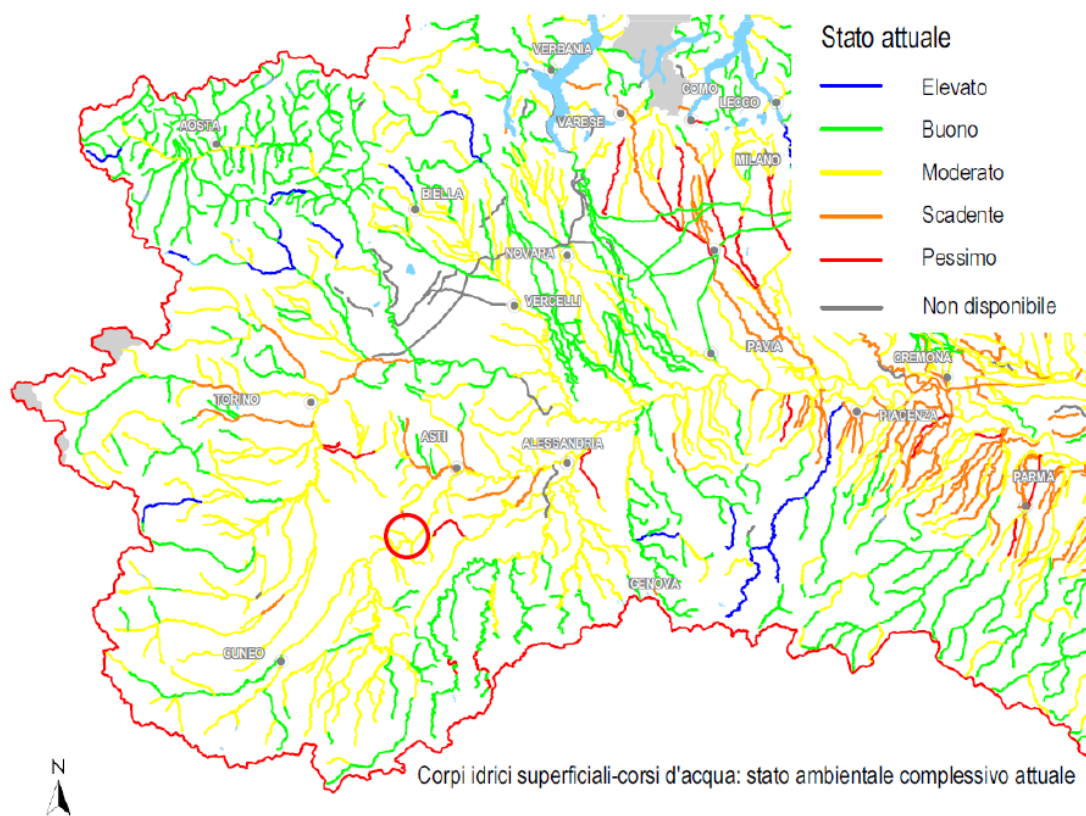 Stato attuale
Elevato
Buono
Moderato
Scadente
Pessimo
Non disponibile
VERBANIA
COMO
LECCO
VARESE
AOSTA
MILANO
BIELLA
NOVARA
VERCELLI
PAVIA
CREMONA
TORINO
PIACENZA
ASTI
ALESSANDRIA
PARMA
GENOVA
CUNEO
N
Corpi idrici superficiali-corsi d'acqua: stato ambientale complessivo attuale